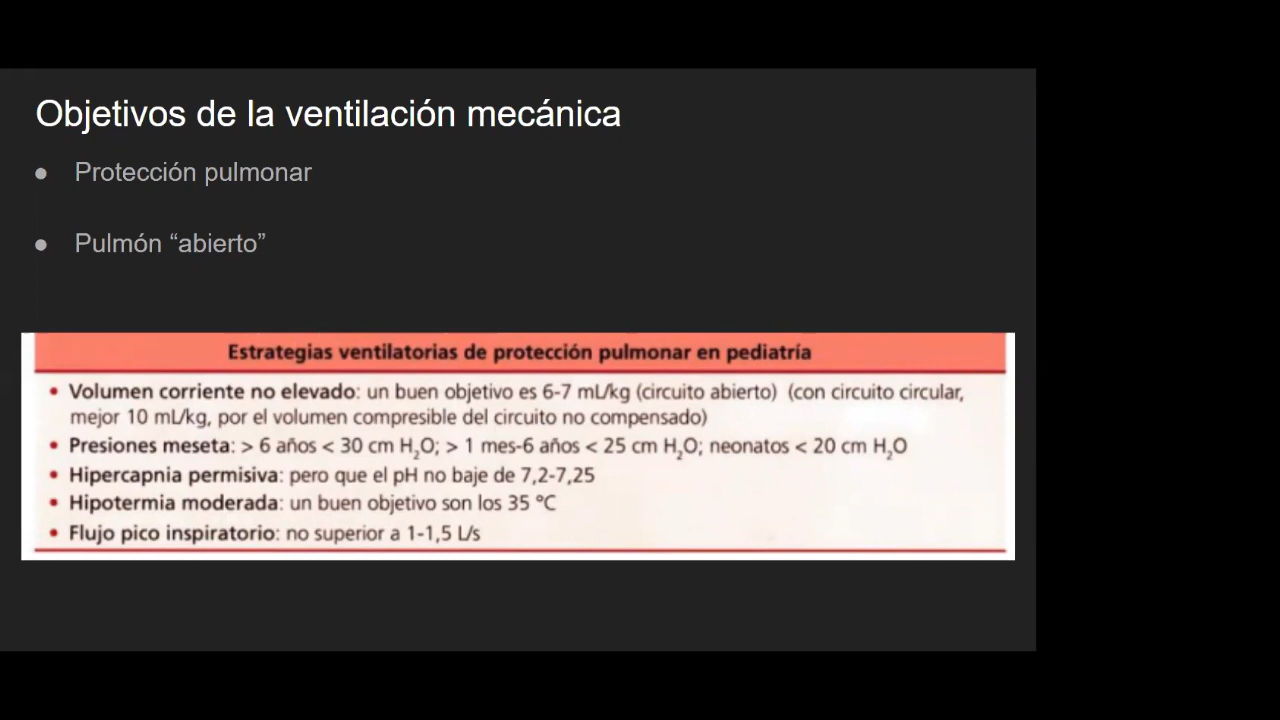 Objetivos de la ventilación mecánica
● Protección pulmonar
● Pulmón “abierto”
Estrategias ventilatorias de protección pulmonar en pediatría
• Volumen corriente no elevado: un buen objetivo es 6-7 mL/kg (circuito abierto) (con circuito circular,
mejor 10 mL/kg, por el volumen compresible del circuito no compensado)
• Presiones meseta: > 6 años < 30 cm H₂O; > 1 mes-6 años < 25 cm H₂O; neonatos < 20 cm H₂O
• Hipercapnia permisiva: pero que el pH no baje de 7,2-7,25
• Hipotermia moderada: un buen objetivo son los 35 ºC
• Flujo pico inspiratorio: no superior a 1-1,5 L/s